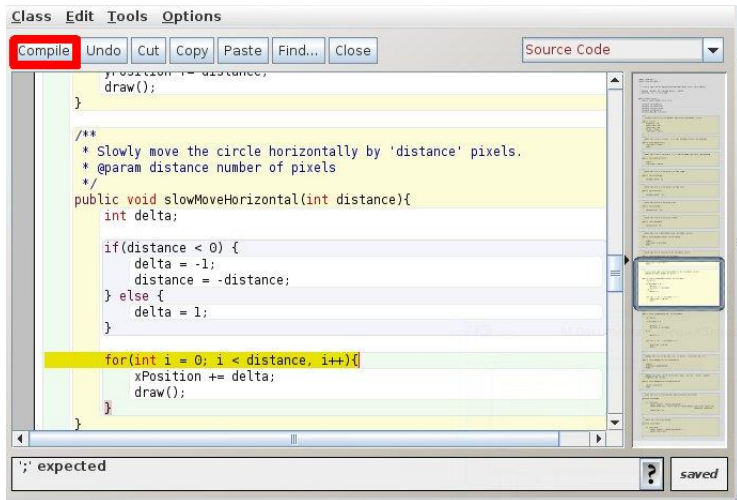 Class Edit Tools Options
Compile Undo Cut Copy Paste Find... Close Source Code
yPosition += distance;
draw();
}
/**
* Slowly move the circle horizontally by 'distance' pixels.
* @param distance number of pixels
*/
public void slowMoveHorizontal(int distance){
int delta;
if(distance < 0) {
delta = -1;
distance = -distance;
} else {
delta = 1;
}
for(int i = 0; i < distance, i++){
xPosition += delta;
draw();
}
}
';' expected ? saved